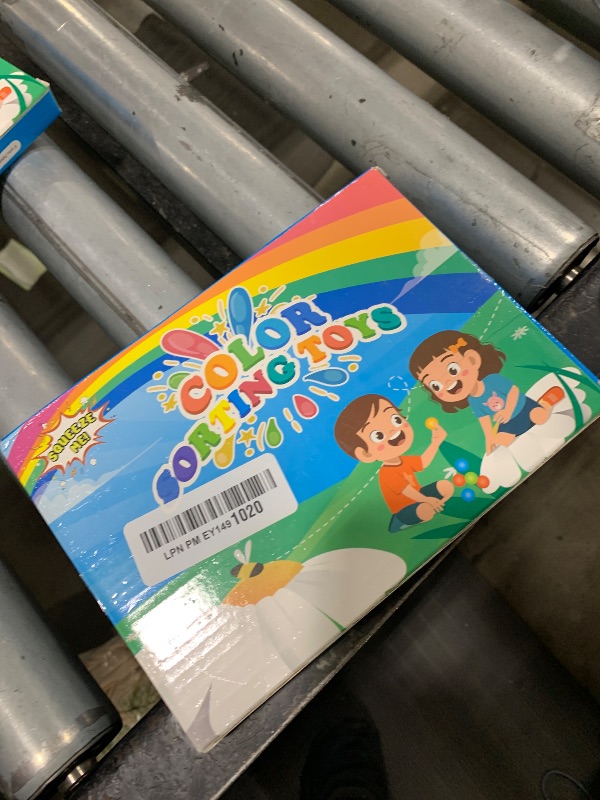 COLOR
SORTING TOYS
SQUEEZE
ME!
LPN PM EY149 1020